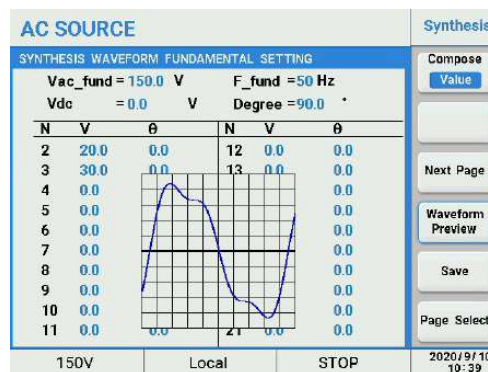 AC SOURCE
Synthesis
SYNTHESIS WAVEFORM FUNDAMENTAL SETTING
Vac_fund = 150.0 V F_fund =50 Hz
Vdc = 0.0 V Degree =90.0 °
N V θ N V θ
2 20.0 0.0 12 0.0 0.0
3 30.0 0.0 13 0.0 0.0
4 0.0 0.0
5 0.0 0.0
6 0.0 0.0
7 0.0 0.0
8 0.0 0.0
9 0.0 0.0
10 0.0 0.0
11 0.0 0.0 21 0.0 0.0
Compose
Value
Next Page
Waveform
Preview
Save
Page Select
150V Local STOP
2020/9/10
10:39